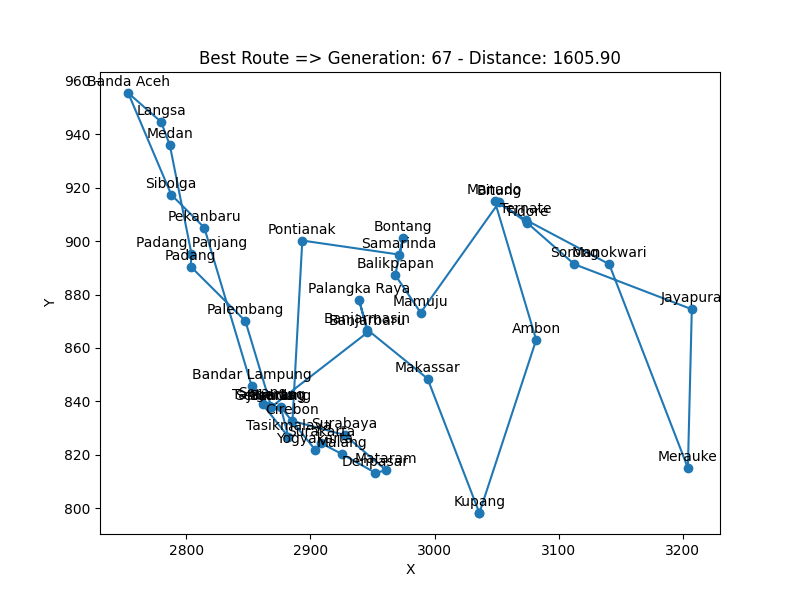 Best Route => Generation: 67 - Distance: 1605.90
960
Banda Aceh
Langsa
940
Medan
Sibolga
920
Manado
Bitung
Ternate
Tidore
Pekanbaru
Pontianak
Bontang
900
Padang Panjang
Samarinda
Padang
Balikpapan
Sorong
Manokwari
880
Palangka Raya
Mamuju
Jayapura
Palembang
Banjarmasin
Banjarbaru
Ambon
860
Bandar Lampung
Makassar
Y
840
Cirebon
Tasikmalaya
Surabaya
Surakarta
Yogyakarta
Malang
820
Denpasar
Mataram
Merauke
Kupang
800
2800
2900
3000
3100
3200
X